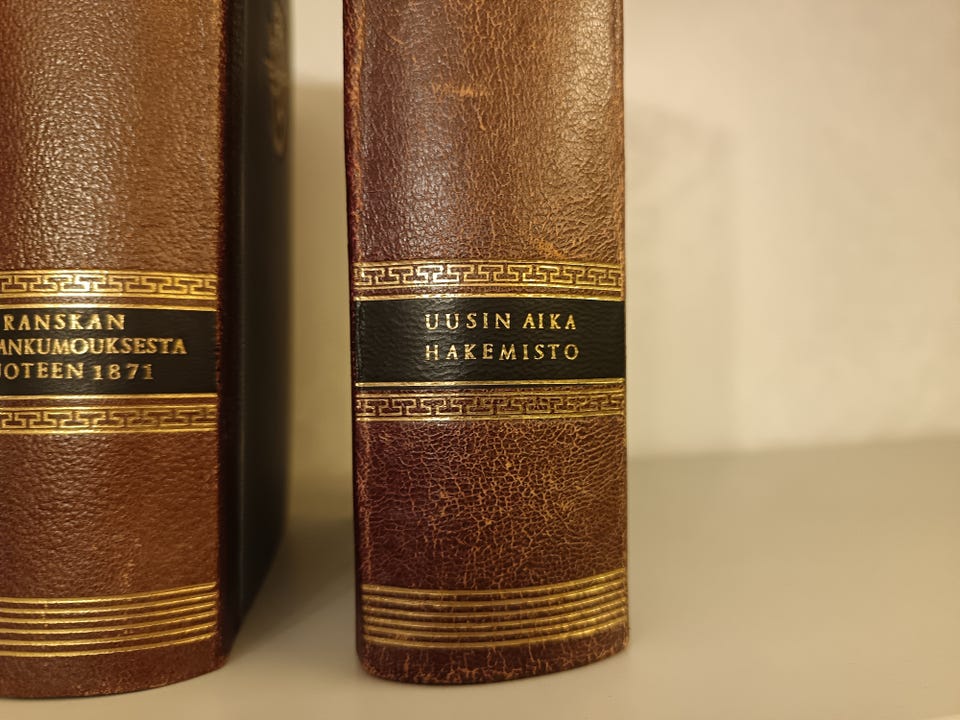 RANSKAN
ANKUMOUKSESTA
OTEEN 1871
UUSIN AIKA
HAKEMISTO